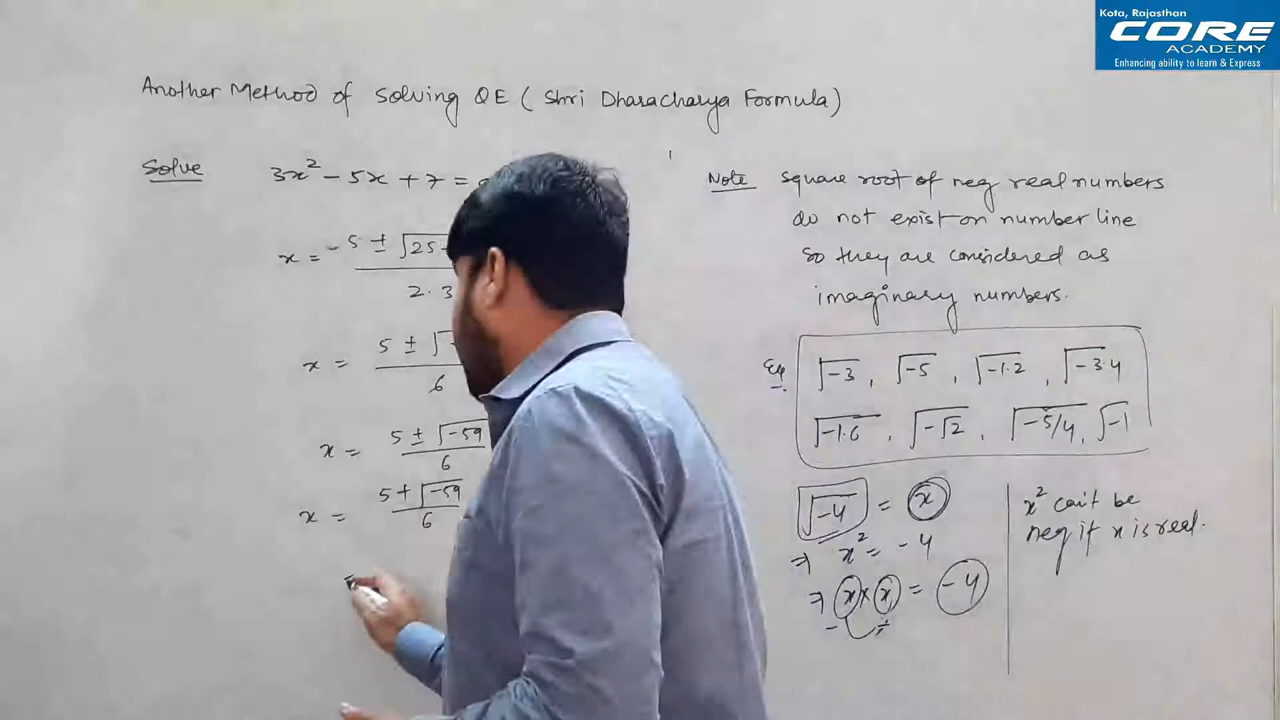 Kota, Rajasthan
CORE
ACADEMY
Enhancing ability to learn & Express
Another Method of Solving QE (Shri Dharacharya Formula)
Solve 3x² - 5x + 7 =
x = -5 ± √25
2.3
x = 5 ± √
6
x = 5 ± √-59
6
x = 5 + √-59
6
Note Square root of neg real numbers
do not exist on number line
so they are considered as
imaginary numbers.
Eg. √-3, √-5, √-1.2, √-3.4
√-1.6, √-√2, √-5/4, √-1
√-4 = x
⇒ x² = -4
⇒ x × x = -4
- +
x² can't be
neg if x is real.